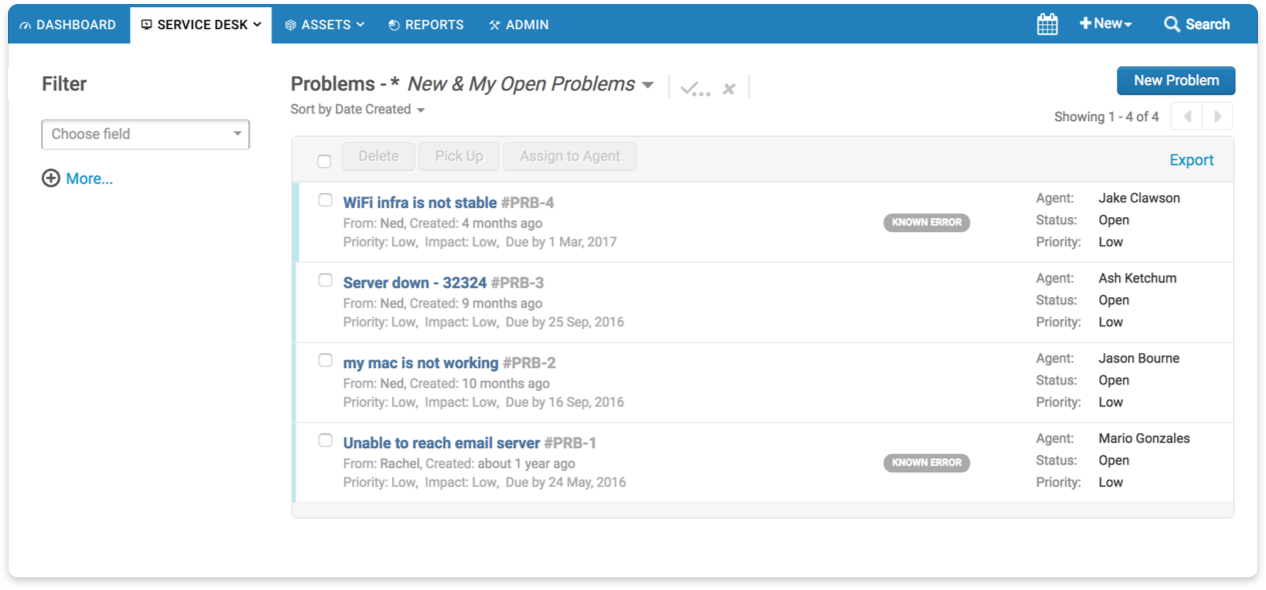 DASHBOARD SERVICE DESK ASSETS REPORTS ADMIN New Search
Filter
Choose field
More...
Problems - * New & My Open Problems ... New Problem
Sort by Date Created
Showing 1 - 4 of 4
Delete Pick Up Assign to Agent Export
WiFi infra is not stable #PRB-4
From: Ned, Created: 4 months ago
Priority: Low, Impact: Low, Due by 1 Mar, 2017
KNOWN ERROR
Agent: Jake Clawson
Status: Open
Priority: Low
Server down - 32324 #PRB-3
From: Ned, Created: 9 months ago
Priority: Low, Impact: Low, Due by 25 Sep, 2016
Agent: Ash Ketchum
Status: Open
Priority: Low
my mac is not working #PRB-2
From: Ned, Created: 10 months ago
Priority: Low, Impact: Low, Due by 16 Sep, 2016
Agent: Jason Bourne
Status: Open
Priority: Low
Unable to reach email server #PRB-1
From: Rachel, Created: about 1 year ago
Priority: Low, Impact: Low, Due by 24 May, 2016
KNOWN ERROR
Agent: Mario Gonzales
Status: Open
Priority: Low